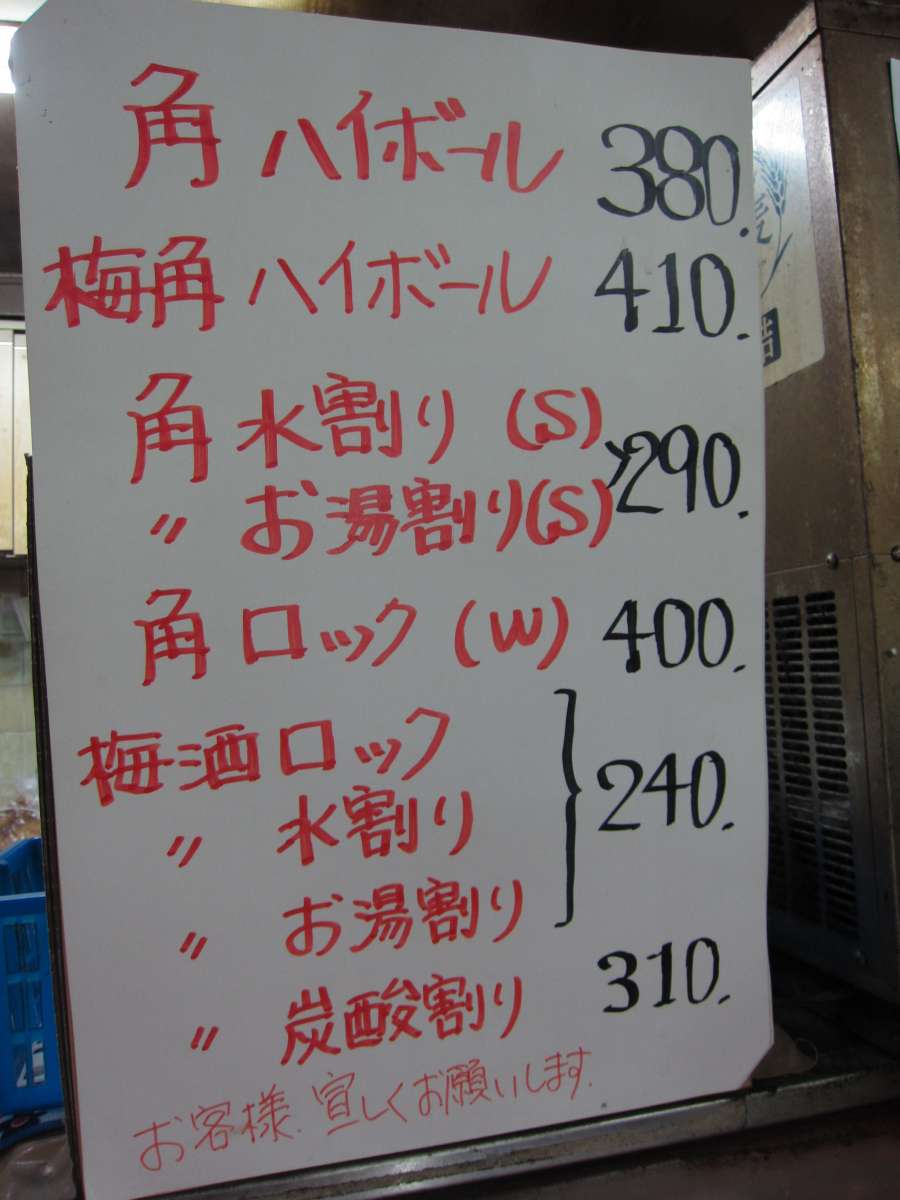 角 ハイボール 380.
梅角 ハイボール 410.
角 水割り (S)
〃 お湯割り(S) 290.
角 ロック (W) 400.
梅酒 ロック
〃 水割り 240.
〃 お湯割り
〃 炭酸割り 310.
お客様、宜しくお願いします.